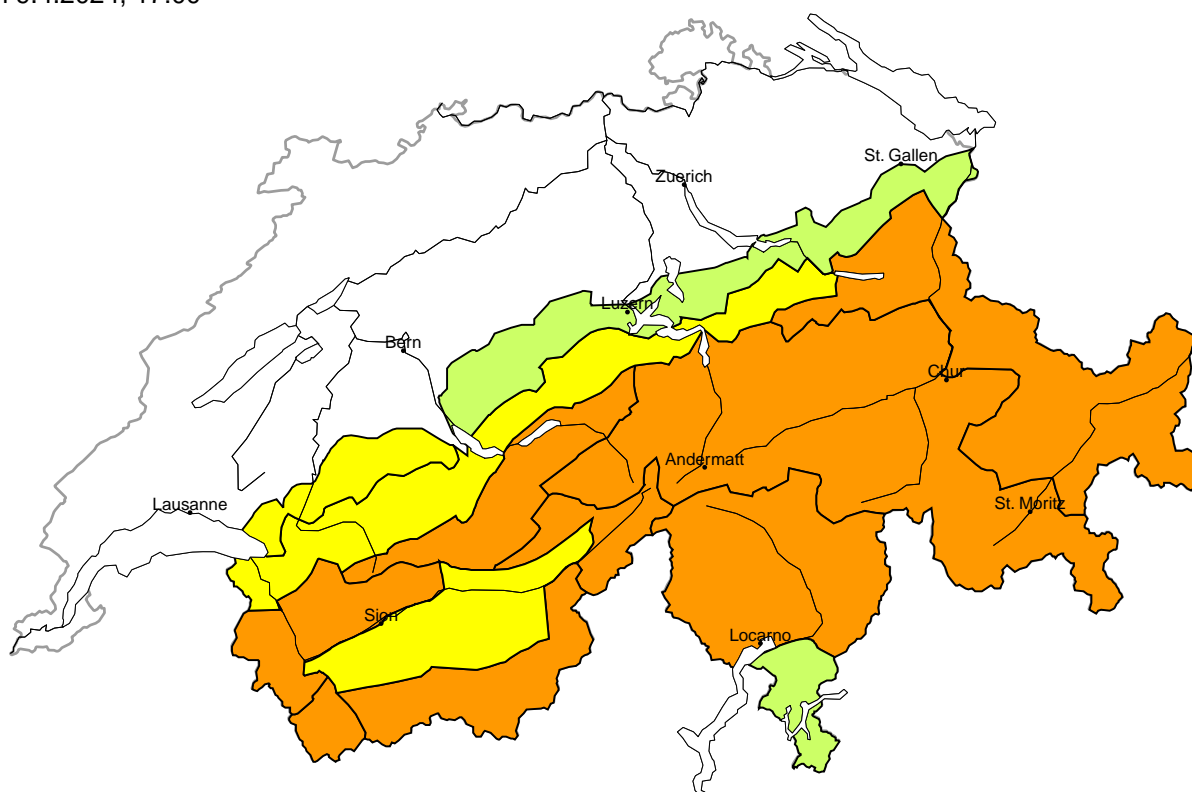 St. Gallen
Zuerich
Luzern
Bern
Chur
Andermatt
Lausanne
St. Moritz
Sion
Locarno